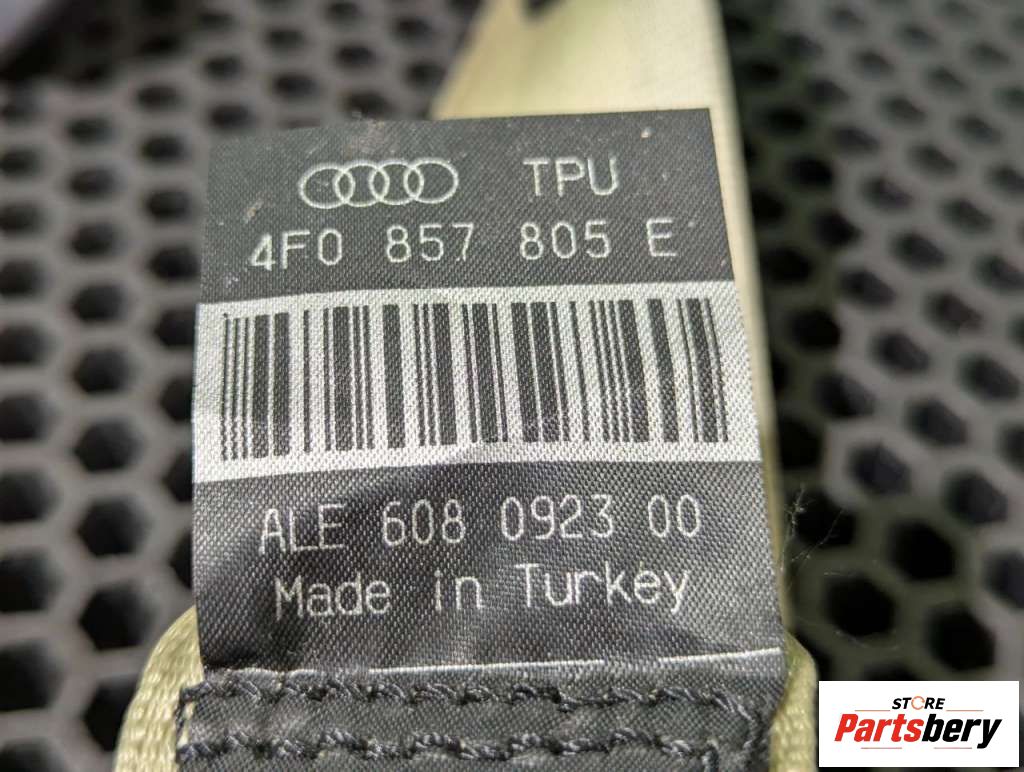 TPU
4F0 857 805 E
ALE 608 0923 00
Made in Turkey
STORE
Partsbery